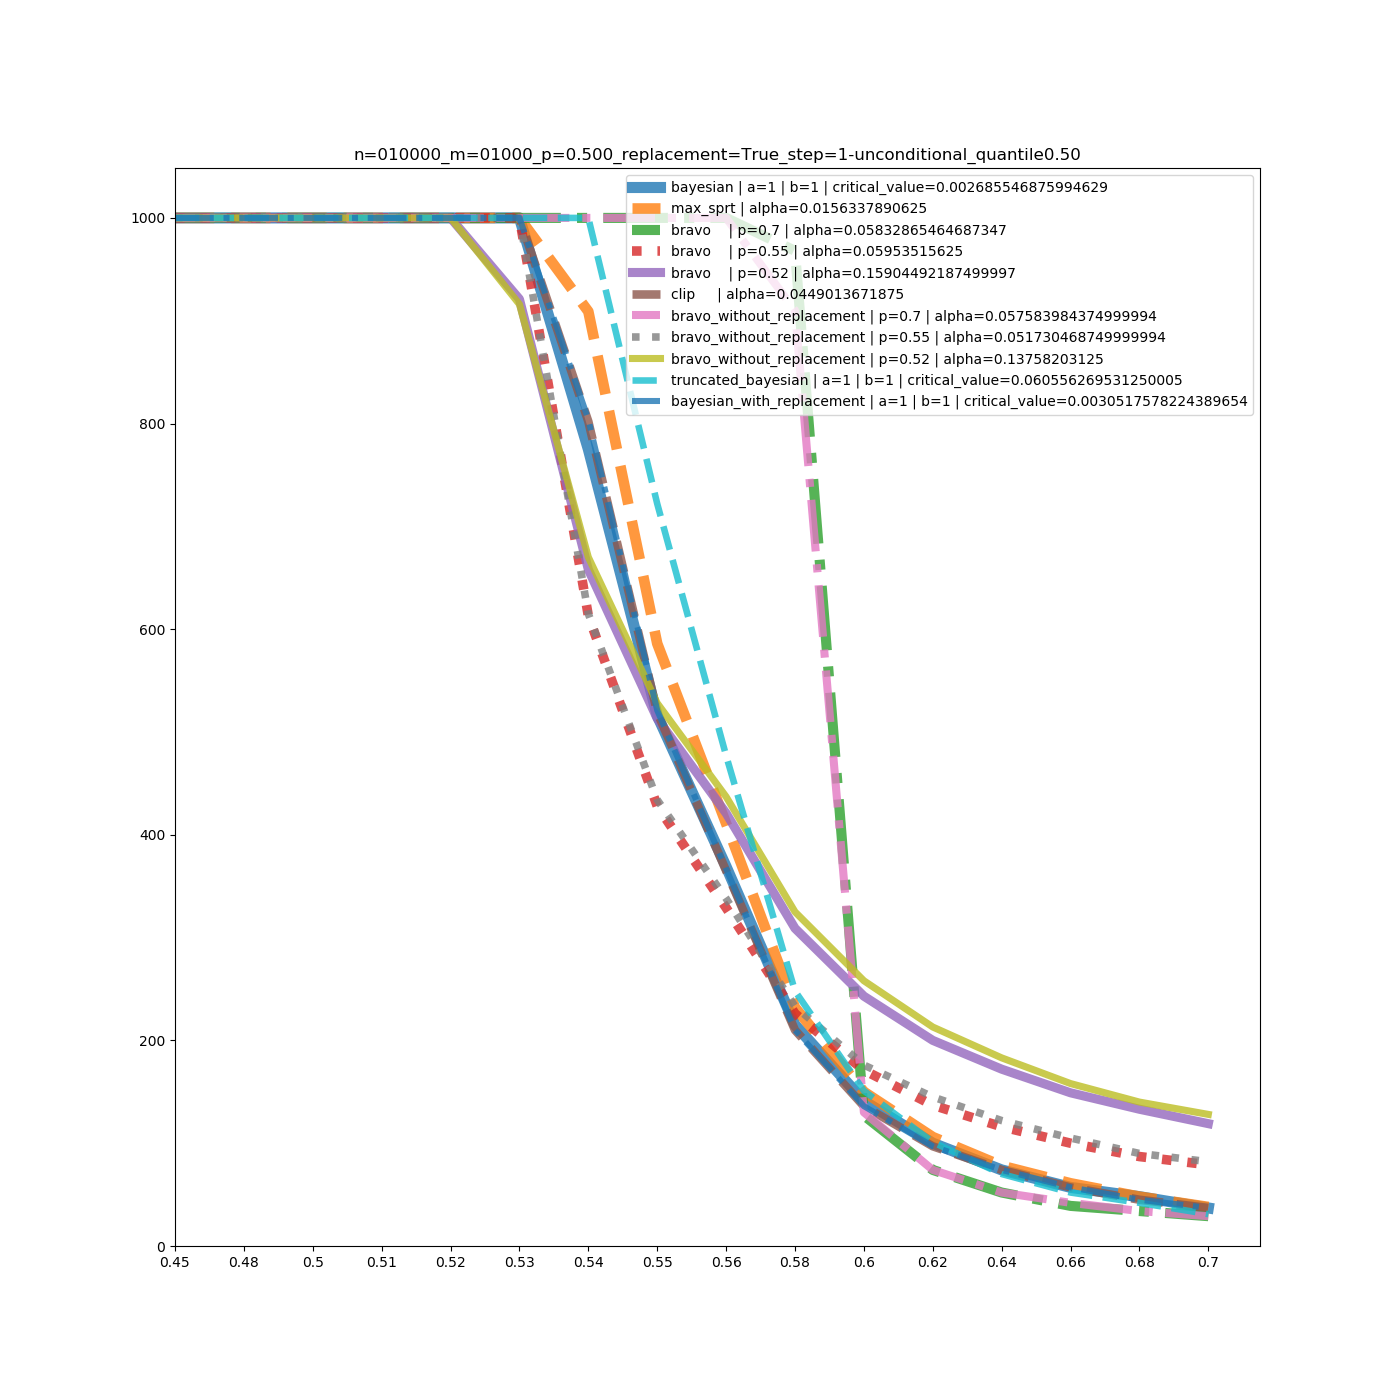 n=010000_m=01000_p=0.500_replacement=True_step=1-unconditional_quantile0.50
bayesian | a=1 | b=1 | critical_value=0.002685546875994629
max_sprt | alpha=0.0156337890625
bravo | p=0.7 | alpha=0.05832865464687347
bravo | p=0.55 | alpha=0.05953515625
bravo | p=0.52 | alpha=0.15904492187499997
clip | alpha=0.0449013671875
bravo_without_replacement | p=0.7 | alpha=0.057583984374999994
bravo_without_replacement | p=0.55 | alpha=0.051730468749999994
bravo_without_replacement | p=0.52 | alpha=0.13758203125
truncated_bayesian | a=1 | b=1 | critical_value=0.060556269531250005
bayesian_with_replacement | a=1 | b=1 | critical_value=0.0030517578224389654
1000
800
600
400
200
0
0.45 0.48 0.5 0.51 0.52 0.53 0.54 0.55 0.56 0.58 0.6 0.62 0.64 0.66 0.68 0.7